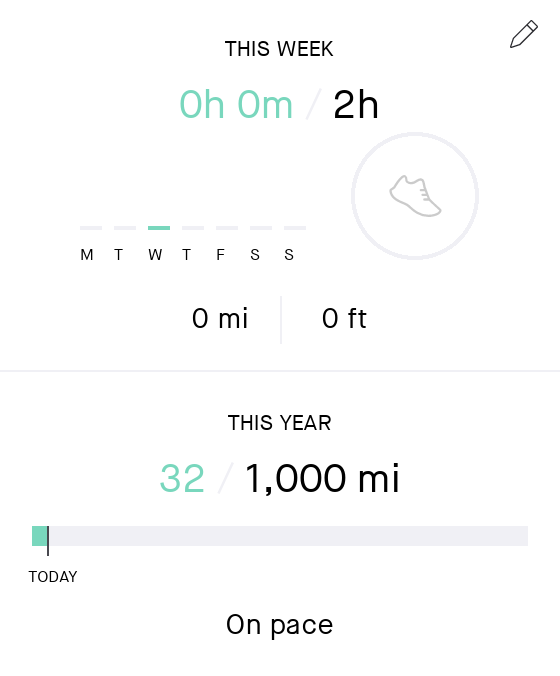 THIS WEEK
0h 0m / 2h
M T W T F S S
0 mi 0 ft
THIS YEAR
32 / 1,000 mi
TODAY
On pace